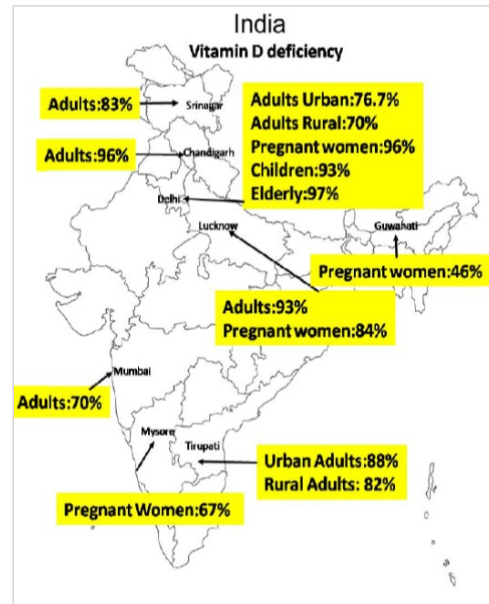 India
Vitamin D deficiency
Adults:83%
Srinagar
Adults Urban:76.7%
Adults Rural:70%
Pregnant women:96%
Children:93%
Elderly:97%
Adults:96%
Chandigarh
Delhi
Lucknow
Guwahati
Pregnant women:46%
Adults:93%
Pregnant women:84%
Mumbai
Adults:70%
Mysore
Tirupati
Urban Adults:88%
Rural Adults: 82%
Pregnant Women:67%